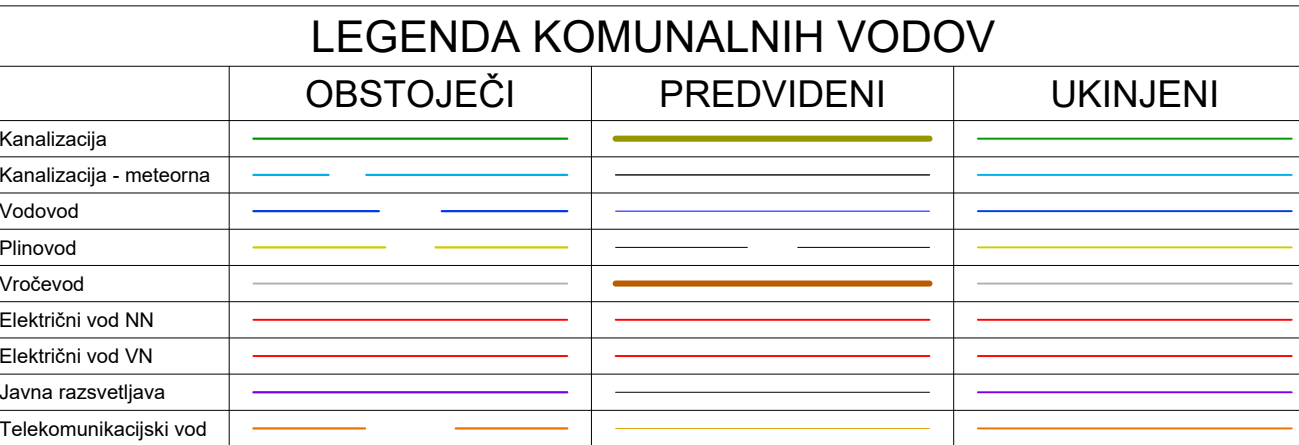 LEGENDA KOMUNALNIH VODOV
OBSTOJEČI PREDVIDENI UKINJENI
Kanalizacija
Kanalizacija - meteorna
Vodovod
Plinovod
Vročevod
Električni vod NN
Električni vod VN
Javna razsvetljava
Telekomunikacijski vod